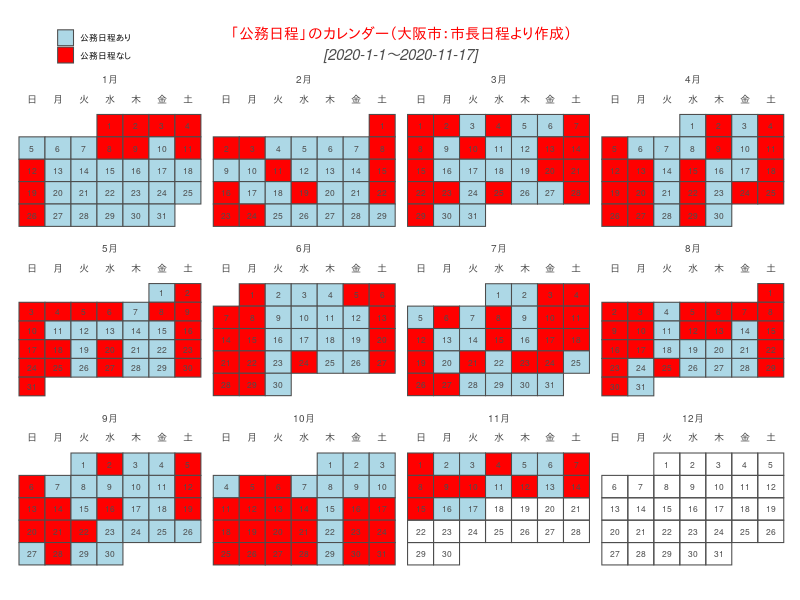 「公務日程」のカレンダー(大阪市:市長日程より作成)
[2020-1-1〜2020-11-17]
公務日程あり
公務日程なし
1月
日 月 火 水 木 金 土
1 2 3 4
5 6 7 8 9 10 11
12 13 14 15 16 17 18
19 20 21 22 23 24 25
26 27 28 29 30 31
2月
日 月 火 水 木 金 土
1
2 3 4 5 6 7 8
9 10 11 12 13 14 15
16 17 18 19 20 21 22
23 24 25 26 27 28 29
3月
日 月 火 水 木 金 土
1 2 3 4 5 6 7
8 9 10 11 12 13 14
15 16 17 18 19 20 21
22 23 24 25 26 27 28
29 30 31
4月
日 月 火 水 木 金 土
1 2 3 4
5 6 7 8 9 10 11
12 13 14 15 16 17 18
19 20 21 22 23 24 25
26 27 28 29 30
5月
日 月 火 水 木 金 土
1 2
3 4 5 6 7 8 9
10 11 12 13 14 15 16
17 18 19 20 21 22 23
24 25 26 27 28 29 30
31
6月
日 月 火 水 木 金 土
1 2 3 4 5 6
7 8 9 10 11 12 13
14 15 16 17 18 19 20
21 22 23 24 25 26 27
28 29 30
7月
日 月 火 水 木 金 土
1 2 3 4
5 6 7 8 9 10 11
12 13 14 15 16 17 18
19 20 21 22 23 24 25
26 27 28 29 30 31
8月
日 月 火 水 木 金 土
1
2 3 4 5 6 7 8
9 10 11 12 13 14 15
16 17 18 19 20 21 22
23 24 25 26 27 28 29
30 31
9月
日 月 火 水 木 金 土
1 2 3 4 5
6 7 8 9 10 11 12
13 14 15 16 17 18 19
20 21 22 23 24 25 26
27 28 29 30
10月
日 月 火 水 木 金 土
1 2 3
4 5 6 7 8 9 10
11 12 13 14 15 16 17
18 19 20 21 22 23 24
25 26 27 28 29 30 31
11月
日 月 火 水 木 金 土
1 2 3 4 5 6 7
8 9 10 11 12 13 14
15 16 17 18 19 20 21
22 23 24 25 26 27 28
29 30
12月
日 月 火 水 木 金 土
1 2 3 4 5
6 7 8 9 10 11 12
13 14 15 16 17 18 19
20 21 22 23 24 25 26
27 28 29 30 31